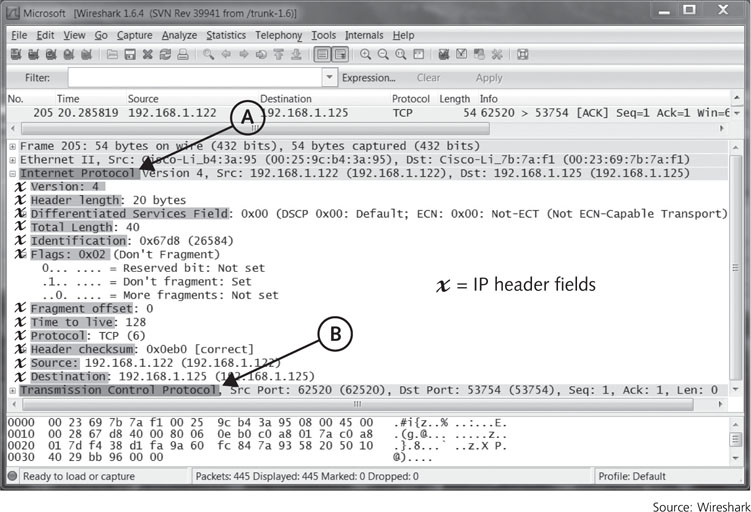 Microsoft [Wireshark 1.6.4 (SVN Rev 39941 from /trunk-1.6)]
File Edit View Go Capture Analyze Statistics Telephony Tools Internals Help
Filter: Expression... Clear Apply
No. Time Source Destination Protocol Length Info
205 20.285819 192.168.1.122 192.168.1.125 TCP 54 62520 > 53754 [ACK] Seq=1 Ack=1 Win=6
A
Frame 205: 54 bytes on wire (432 bits), 54 bytes captured (432 bits)
Ethernet II, Src: Cisco-Li_b4:3a:95 (00:25:9c:b4:3a:95), Dst: Cisco-Li_7b:7a:f1 (00:23:69:7b:7a:f1)
Internet Protocol Version 4, Src: 192.168.1.122 (192.168.1.122), Dst: 192.168.1.125 (192.168.1.125)
x Version: 4
x Header length: 20 bytes
x Differentiated Services Field: 0x00 (DSCP 0x00: Default; ECN: 0x00: Not-ECT (Not ECN-Capable Transport)
x Total Length: 40
x Identification: 0x67d8 (26584)
x Flags: 0x02 (Don't Fragment)
0... .... = Reserved bit: Not set
.1.. .... = Don't fragment: Set
..0. .... = More fragments: Not set
x = IP header fields
x Fragment offset: 0
x Time to live: 128
x Protocol: TCP (6)
B
x Header checksum: 0x0eb0 [correct]
x Source: 192.168.1.122 (192.168.1.122)
x Destination: 192.168.1.125 (192.168.1.125)
Transmission Control Protocol, Src Port: 62520 (62520), Dst Port: 53754 (53754), Seq: 1, Ack: 1, Len: 0
0000 00 23 69 7b 7a f1 00 25 9c b4 3a 95 08 00 45 00 .#i{z..% ..:...E.
0010 00 28 67 d8 40 00 80 06 0e b0 c0 a8 01 7a c0 a8 .(g.@... .....z..
0020 01 7d f4 38 d1 fa 9a 60 fc 84 7a 93 58 20 50 10 .}.8...` ..z.X P.
0030 40 29 bb 96 00 00 @)....
Ready to load or capture Packets: 445 Displayed: 445 Marked: 0 Dropped: 0 Profile: Default
Source: Wireshark